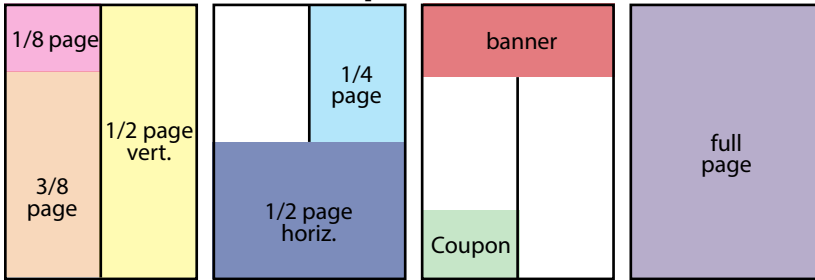 1/8 page
3/8
page
1/2 page
vert.
1/4
page
1/2 page
horiz.
banner
Coupon
full
page